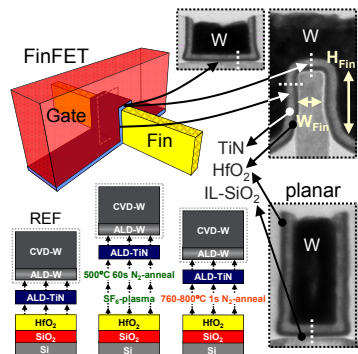 FinFET
Gate
Fin
W
W
H_Fin
W_Fin
TiN
HfO₂
IL-SiO₂
planar
W
REF
CVD-W
ALD-W
ALD-TiN
HfO₂
SiO₂
Si
CVD-W
ALD-W
ALD-TiN
500ºC 60s N₂-anneal
SF₆-plasma
HfO₂
SiO₂
Si
CVD-W
ALD-W
ALD-TiN
760-800ºC 1s N₂-anneal
HfO₂
SiO₂
Si